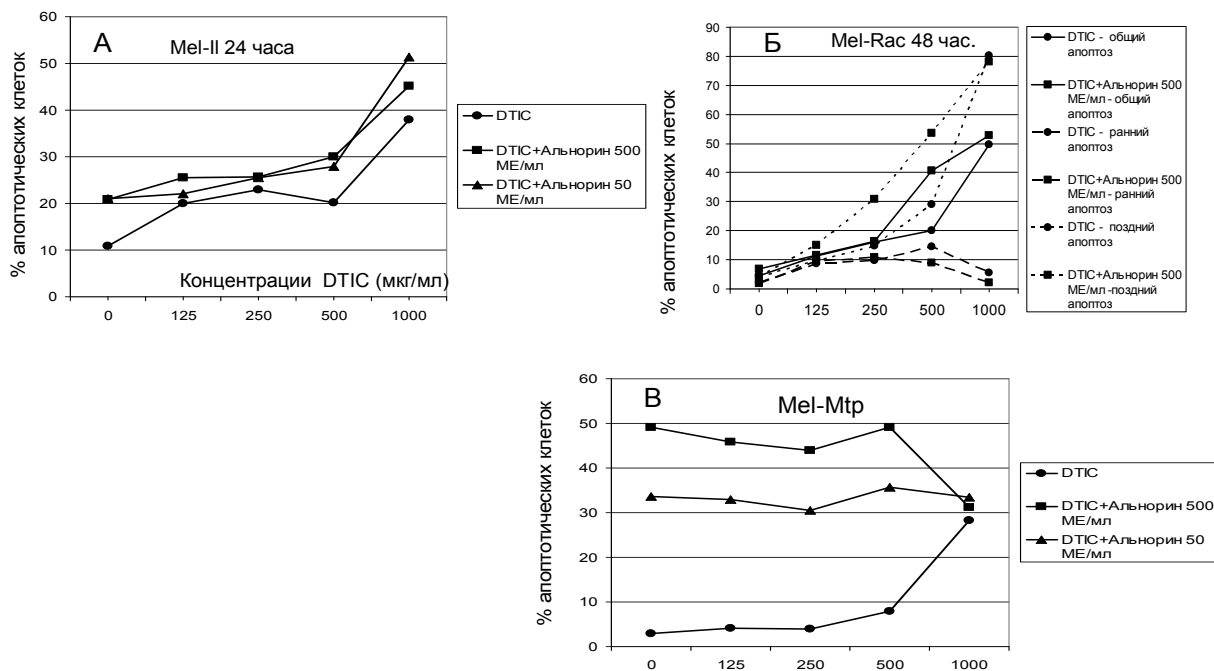 % апоптотических клеток
60
50
40
30
20
10
0
А
Mel-Il 24 часа
Концентрации DTIC (мкг/мл)
0 125 250 500 1000
DTIC
DTIC+Альнорин 500
МЕ/мл
DTIC+Альнорин 50
МЕ/мл
% апоптотических клеток
90
80
70
60
50
40
30
20
10
0
Б
Mel-Rac 48 час.
0 125 250 500 1000
DTIC - общий
апоптоз
DTIC+Альнорин 500
МЕ/мл - общий
апоптоз
DTIC - ранний
апоптоз
DTIC+Альнорин 500
МЕ/мл - ранний
апоптоз
DTIC - поздний
апоптоз
DTIC+Альнорин 500
МЕ/мл -поздний
апоптоз
% апоптотических клеток
60
50
40
30
20
10
0
В
Mel-Mtp
0 125 250 500 1000
DTIC
DTIC+Альнорин 500
МЕ/мл
DTIC+Альнорин 50
МЕ/мл